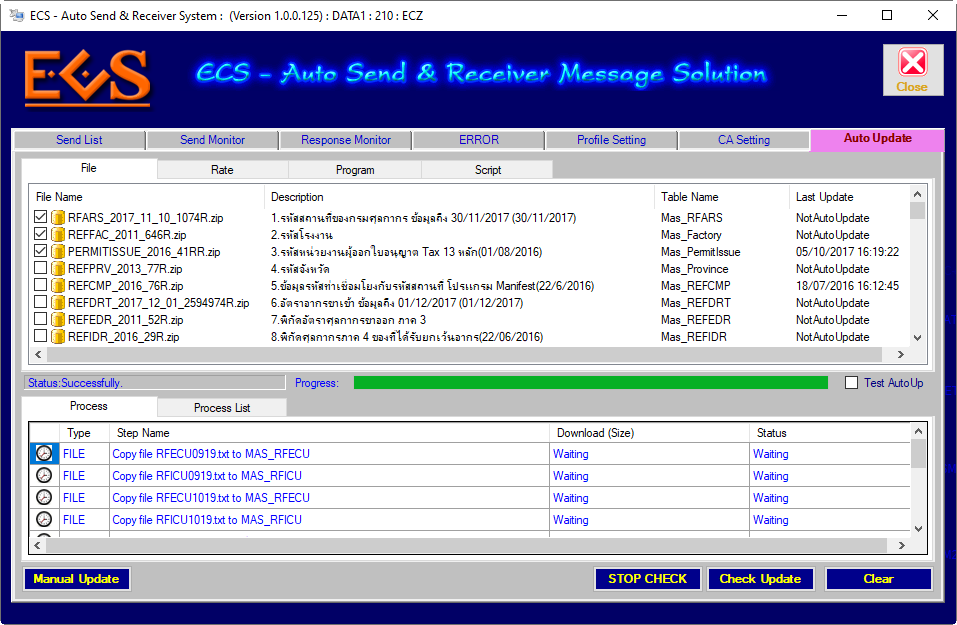 ECS - Auto Send & Receiver System : (Version 1.0.0.125) : DATA1 : 210 : ECZ
ECS
ECS - Auto Send & Receiver Message Solution
Close
Send List Send Monitor Response Monitor ERROR Profile Setting CA Setting Auto Update
File Rate Program Script
File Name Description Table Name Last Update
RFARS_2017_11_10_1074R.zip 1.รหัสสถานที่ของกรมศุลกากร ข้อมูลถึง 30/11/2017 (30/11/2017) Mas_RFARS NotAutoUpdate
REFFAC_2011_646R.zip 2.รหัสโรงงาน Mas_Factory NotAutoUpdate
PERMITISSUE_2016_41RR.zip 3.รหัสหน่วยงานผู้ออกใบอนุญาต Tax 13 หลัก(01/08/2016) Mas_PermitIssue 05/10/2017 16:19:22
REFPRV_2013_77R.zip 4.รหัสจังหวัด Mas_Province NotAutoUpdate
REFCMP_2016_76R.zip 5.ข้อมูลรหัสท่าเชื่อมโยงกับรหัสสถานที่ โปรแกรม Manifest(22/6/2016) Mas_REFCMP 18/07/2016 16:12:45
REFDRT_2017_12_01_2594974R.zip 6.อัตราอากรขาเข้า ข้อมูลถึง 01/12/2017 (01/12/2017) Mas_REFDRT NotAutoUpdate
REFEDR_2011_52R.zip 7.พิกัดอัตราศุลกากรขาออก ภาค 3 Mas_REFEDR NotAutoUpdate
REFIDR_2016_29R.zip 8.พิกัดศุลกากรภาค 4 ของที่ได้รับยกเว้นอากร(22/06/2016) Mas_REFIDR NotAutoUpdate
Status:Successfully. Progress: Test AutoUp
Process Process List
Type Step Name Download (Size) Status
FILE Copy file RFECU0919.txt to MAS_RFECU Waiting Waiting
FILE Copy file RFICU0919.txt to MAS_RFICU Waiting Waiting
FILE Copy file RFECU1019.txt to MAS_RFECU Waiting Waiting
FILE Copy file RFICU1019.txt to MAS_RFICU Waiting Waiting
Manual Update STOP CHECK Check Update Clear